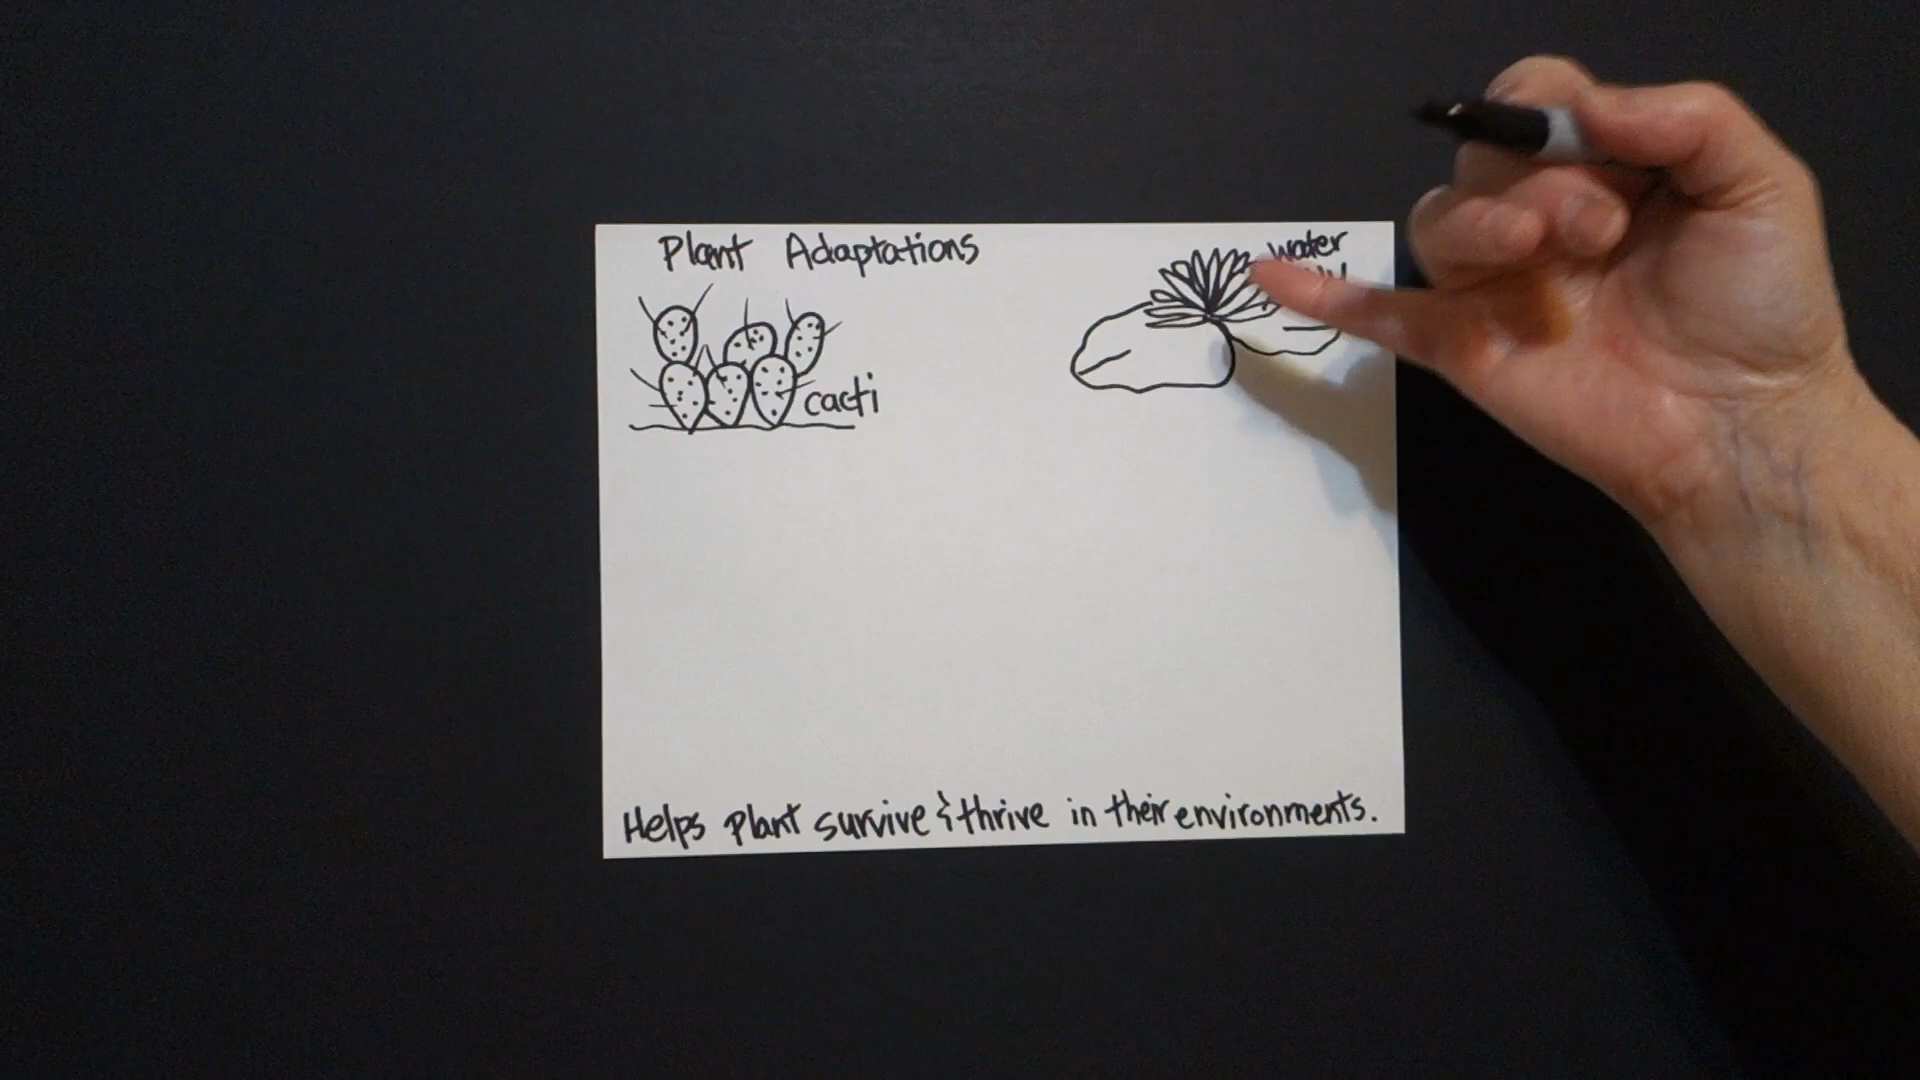 Plant Adaptations
water
cacti
Helps plant survive & thrive in their environments.